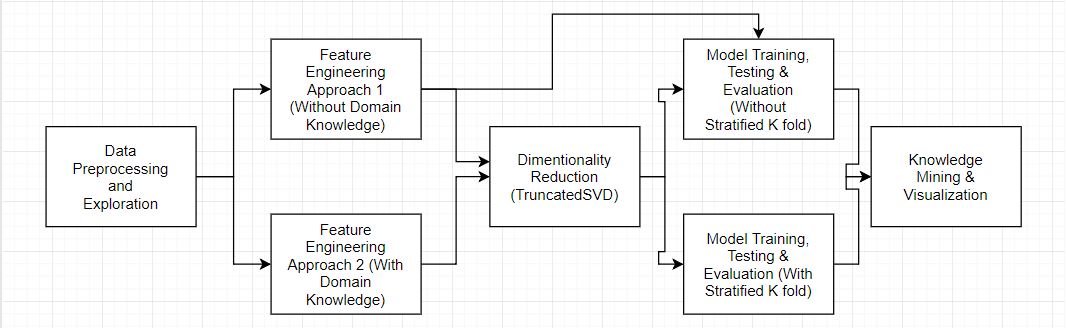 Data
Preprocessing
and
Exploration
Feature
Engineering
Approach 1
(Without Domain
Knowledge)
Feature
Engineering
Approach 2 (With
Domain
Knowledge)
Dimentionality
Reduction
(TruncatedSVD)
Model Training,
Testing &
Evaluation
(Without
Stratified K fold)
Model Training,
Testing &
Evaluation (With
Stratified K fold)
Knowledge
Mining &
Visualization